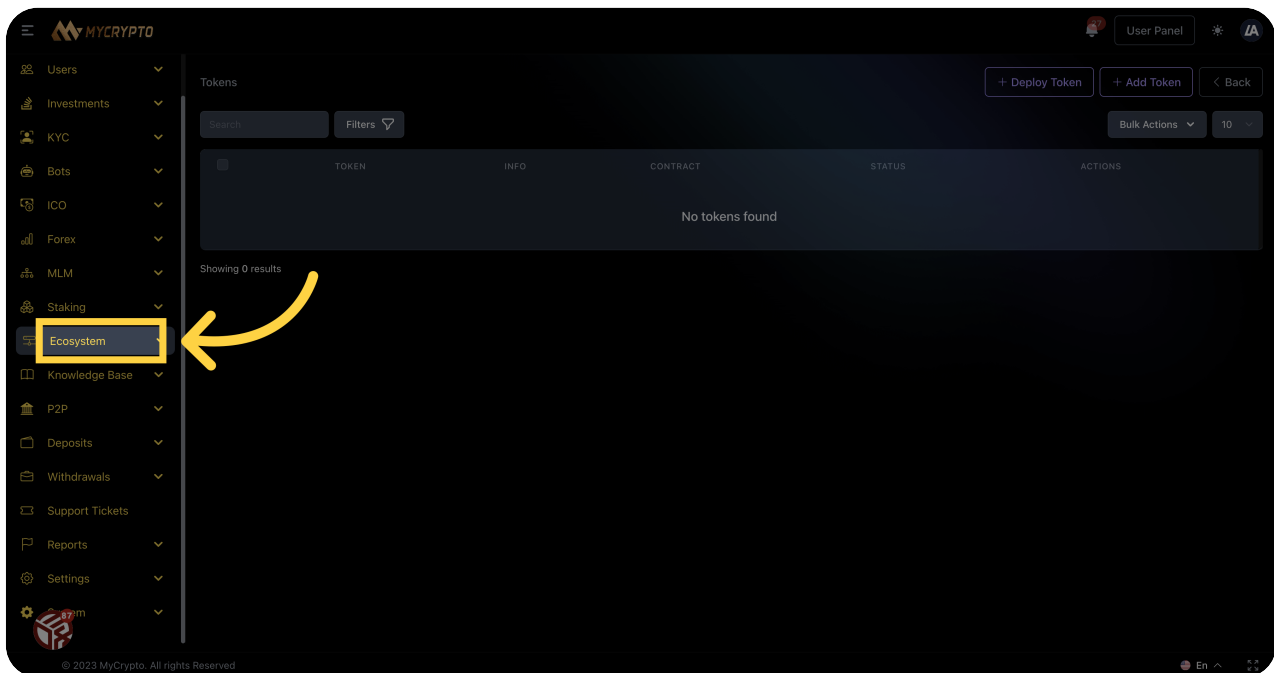 MYCRYPTO
User Panel
Users
Investments
KYC
Bots
ICO
Forex
MLM
Staking
Ecosystem
Knowledge Base
P2P
Deposits
Withdrawals
Support Tickets
Reports
Settings
87
Tokens
+ Deploy Token
+ Add Token
< Back
Search
Filters
Bulk Actions
10
TOKEN INFO CONTRACT STATUS ACTIONS
No tokens found
Showing 0 results
© 2023 MyCrypto. All rights Reserved
En